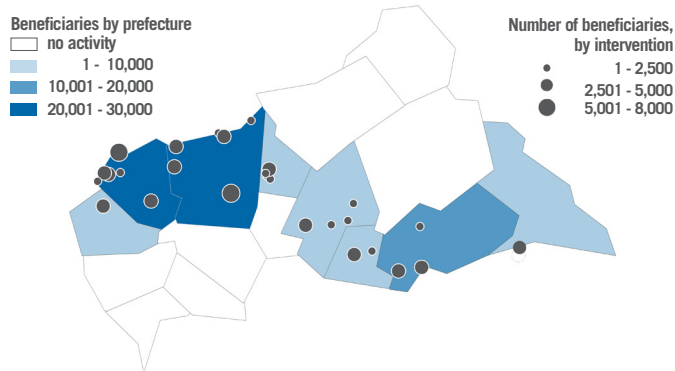 Beneficiaries by prefecture
no activity
1 - 10,000
10,001 - 20,000
20,001 - 30,000
Number of beneficiaries,
by intervention
1 - 2,500
2,501 - 5,000
5,001 - 8,000